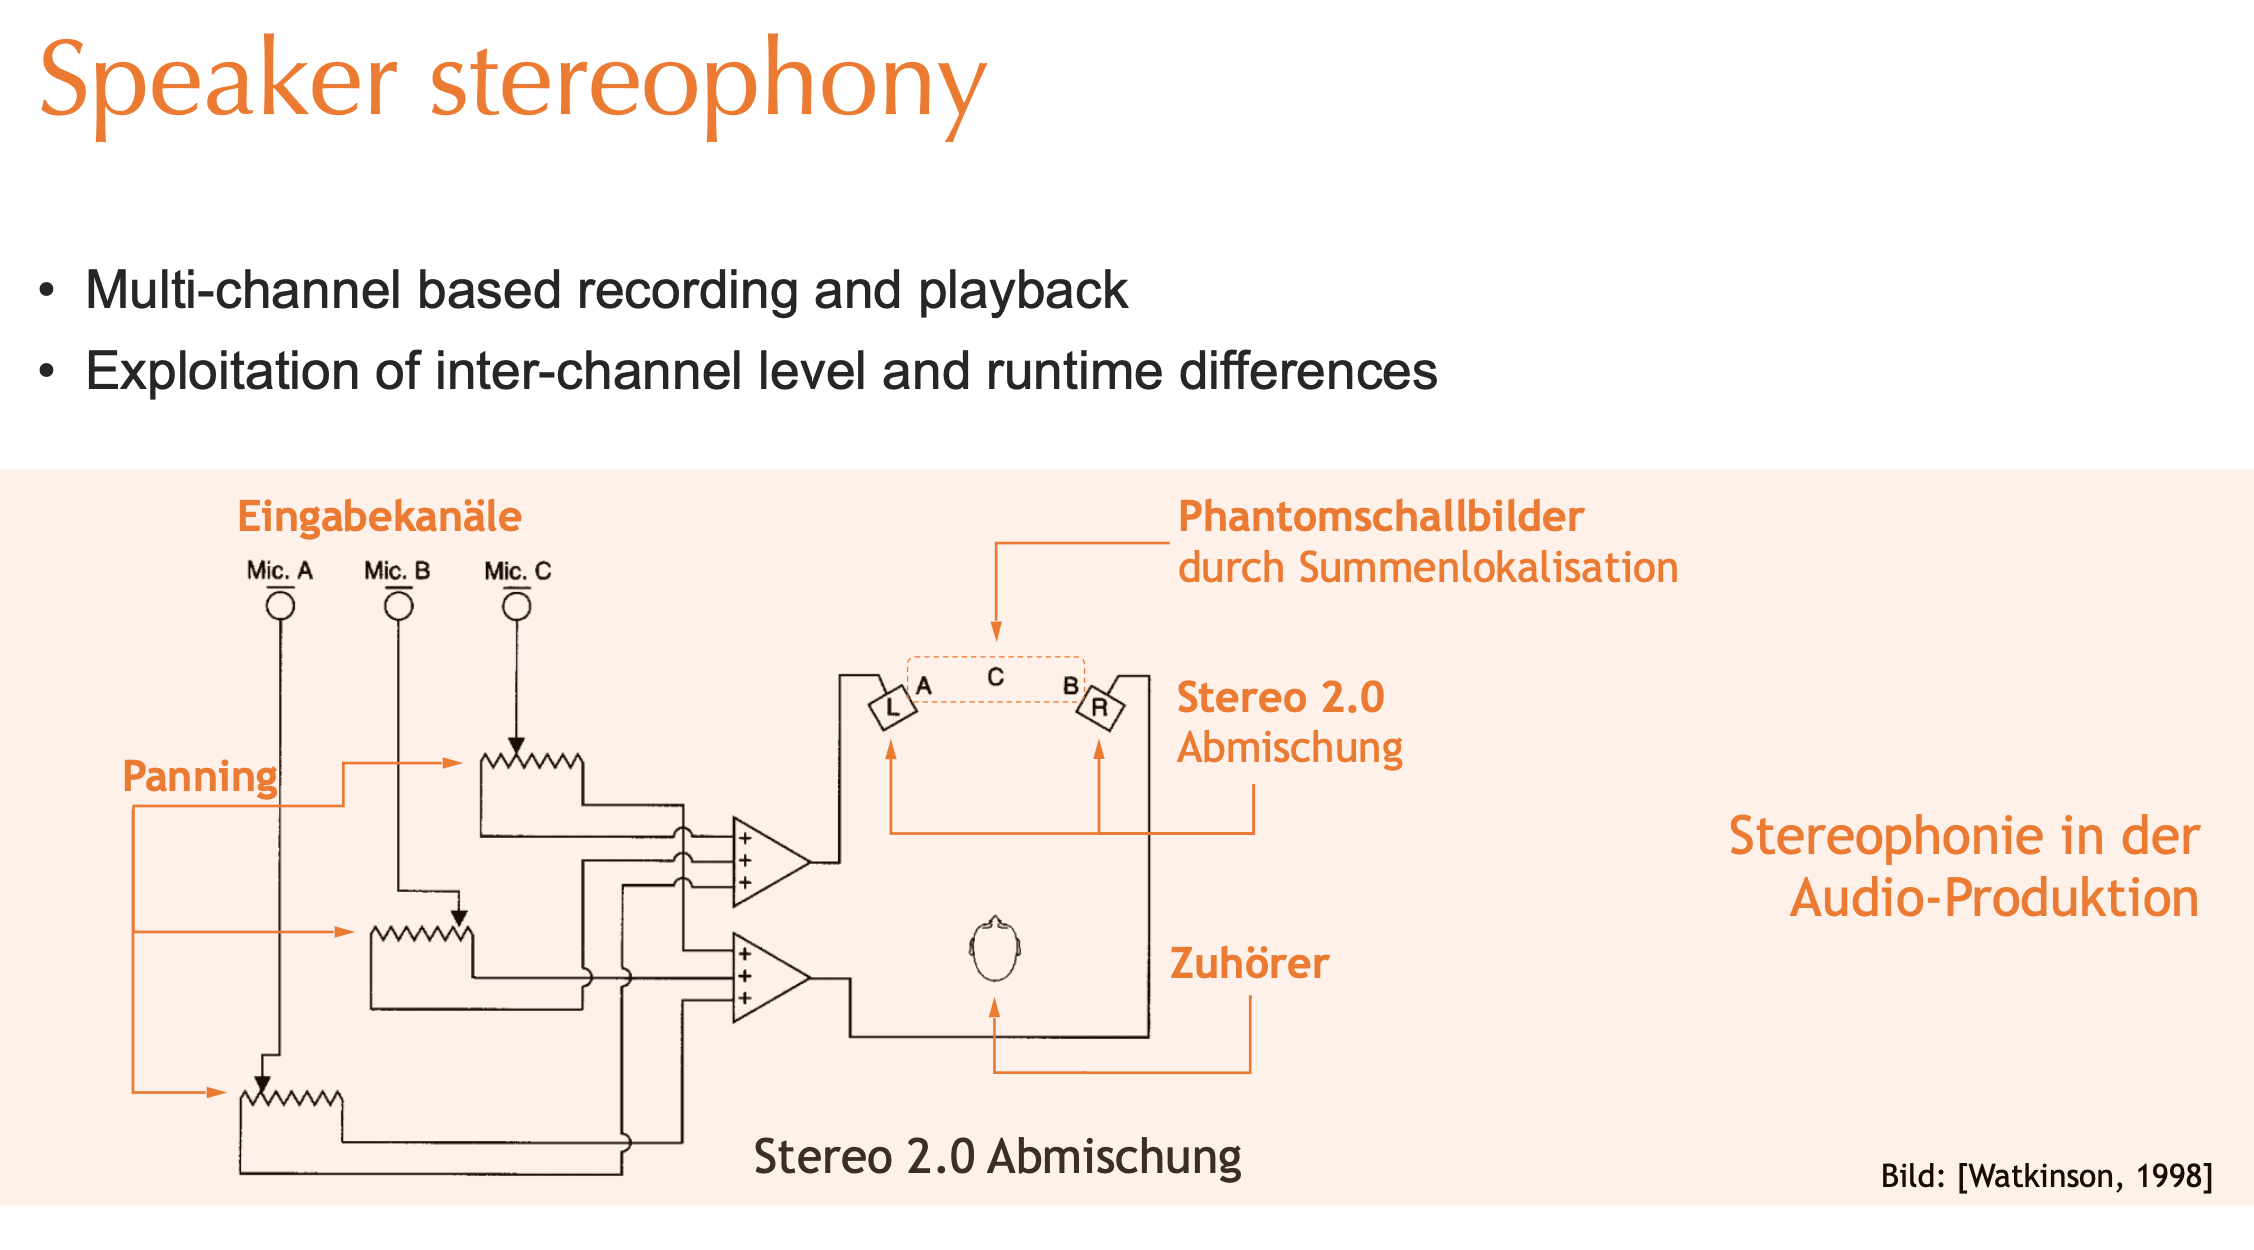 Speaker stereophony
• Multi-channel based recording and playback
• Exploitation of inter-channel level and runtime differences
Eingabekanäle
Mic. A
Mic. B
Mic. C
Phantomschallbilder
durch Summenlokalisation
A
C
B
L
R
Stereo 2.0
Abmischung
Panning
+
+
+
+
+
+
Stereophonie in der
Audio-Produktion
Zuhörer
Stereo 2.0 Abmischung
Bild: [Watkinson, 1998]